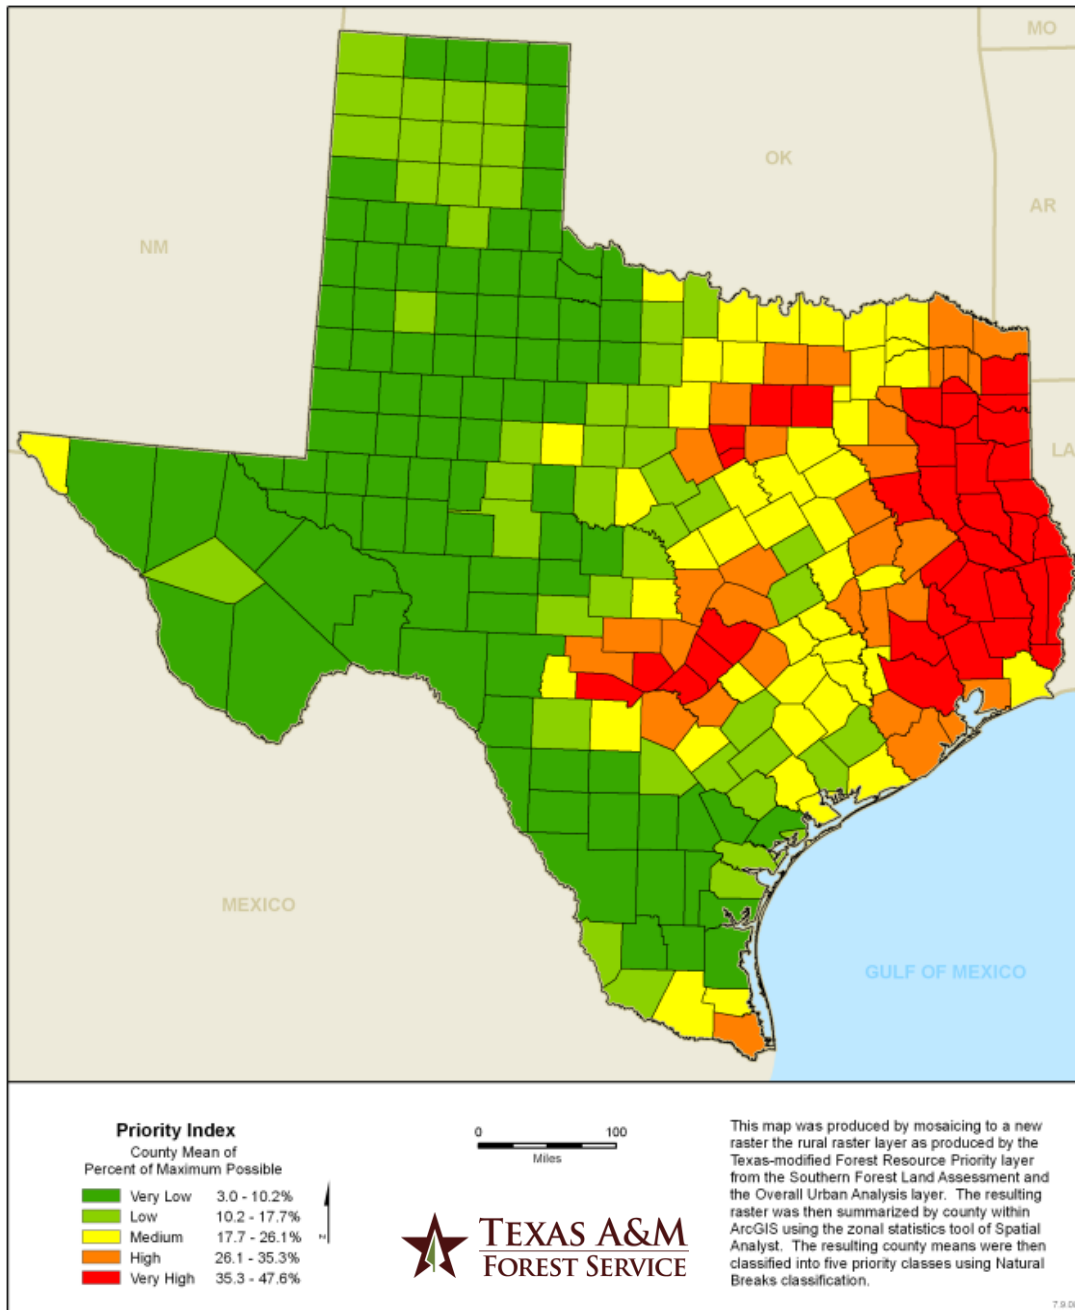 MO
OK
AR
NM
LA
MEXICO
GULF OF MEXICO
Priority Index
County Mean of
Percent of Maximum Possible
Very Low 3.0 - 10.2%
Low 10.2 - 17.7%
Medium 17.7 - 26.1%
High 26.1 - 35.3%
Very High 35.3 - 47.6%
0 100
Miles
TEXAS A&M
FOREST SERVICE
This map was produced by mosaicing to a new
raster the rural raster layer as produced by the
Texas-modified Forest Resource Priority layer
from the Southern Forest Land Assessment and
the Overall Urban Analysis layer. The resulting
raster was then summarized by county within
ArcGIS using the zonal statistics tool of Spatial
Analyst. The resulting county means were then
classified into five priority classes using Natural
Breaks classification.